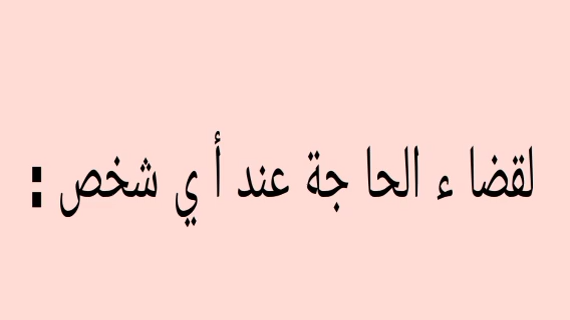 لقضا ء الحا جة عند أ ي شخص :